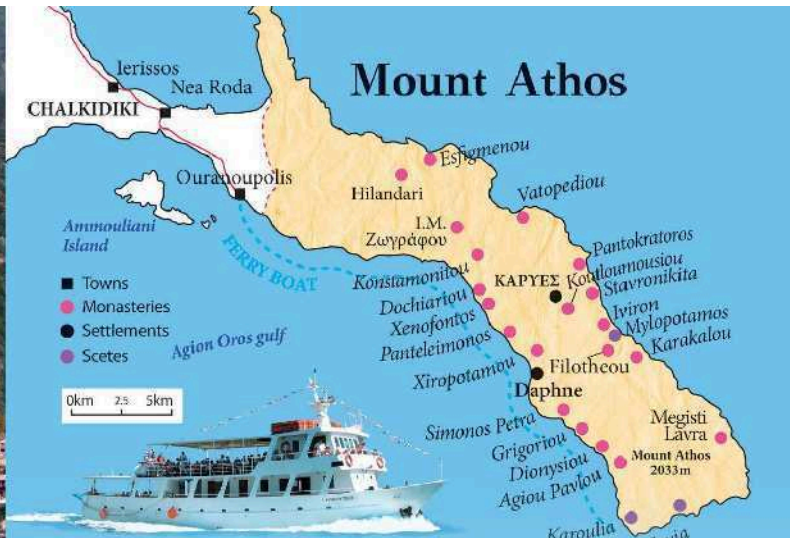 Mount Athos
Ierissos
Nea Roda
CHALKIDIKI
Ouranoupolis
Ammouliani
Island
FERRY BOAT
Agion Oros gulf
Towns
Monasteries
Settlements
Scetes
0km 2.5 5km
Esfigmenou
Hilandari
Vatopediou
Ι.Μ.
Ζωγράφου
Pantokratoros
Konstamonitou
ΚΑΡΥΕΣ
Koutloumousiou
Stavronikita
Dochiariou
Xenofontos
Iviron
Mylopotamos
Panteleimonos
Karakalou
Filotheou
Xiropotamou
Daphne
Simonos Petra
Grigoriou
Dionysiou
Agiou Pavlou
Megisti
Lavra
Mount Athos
2033m
Karoulia